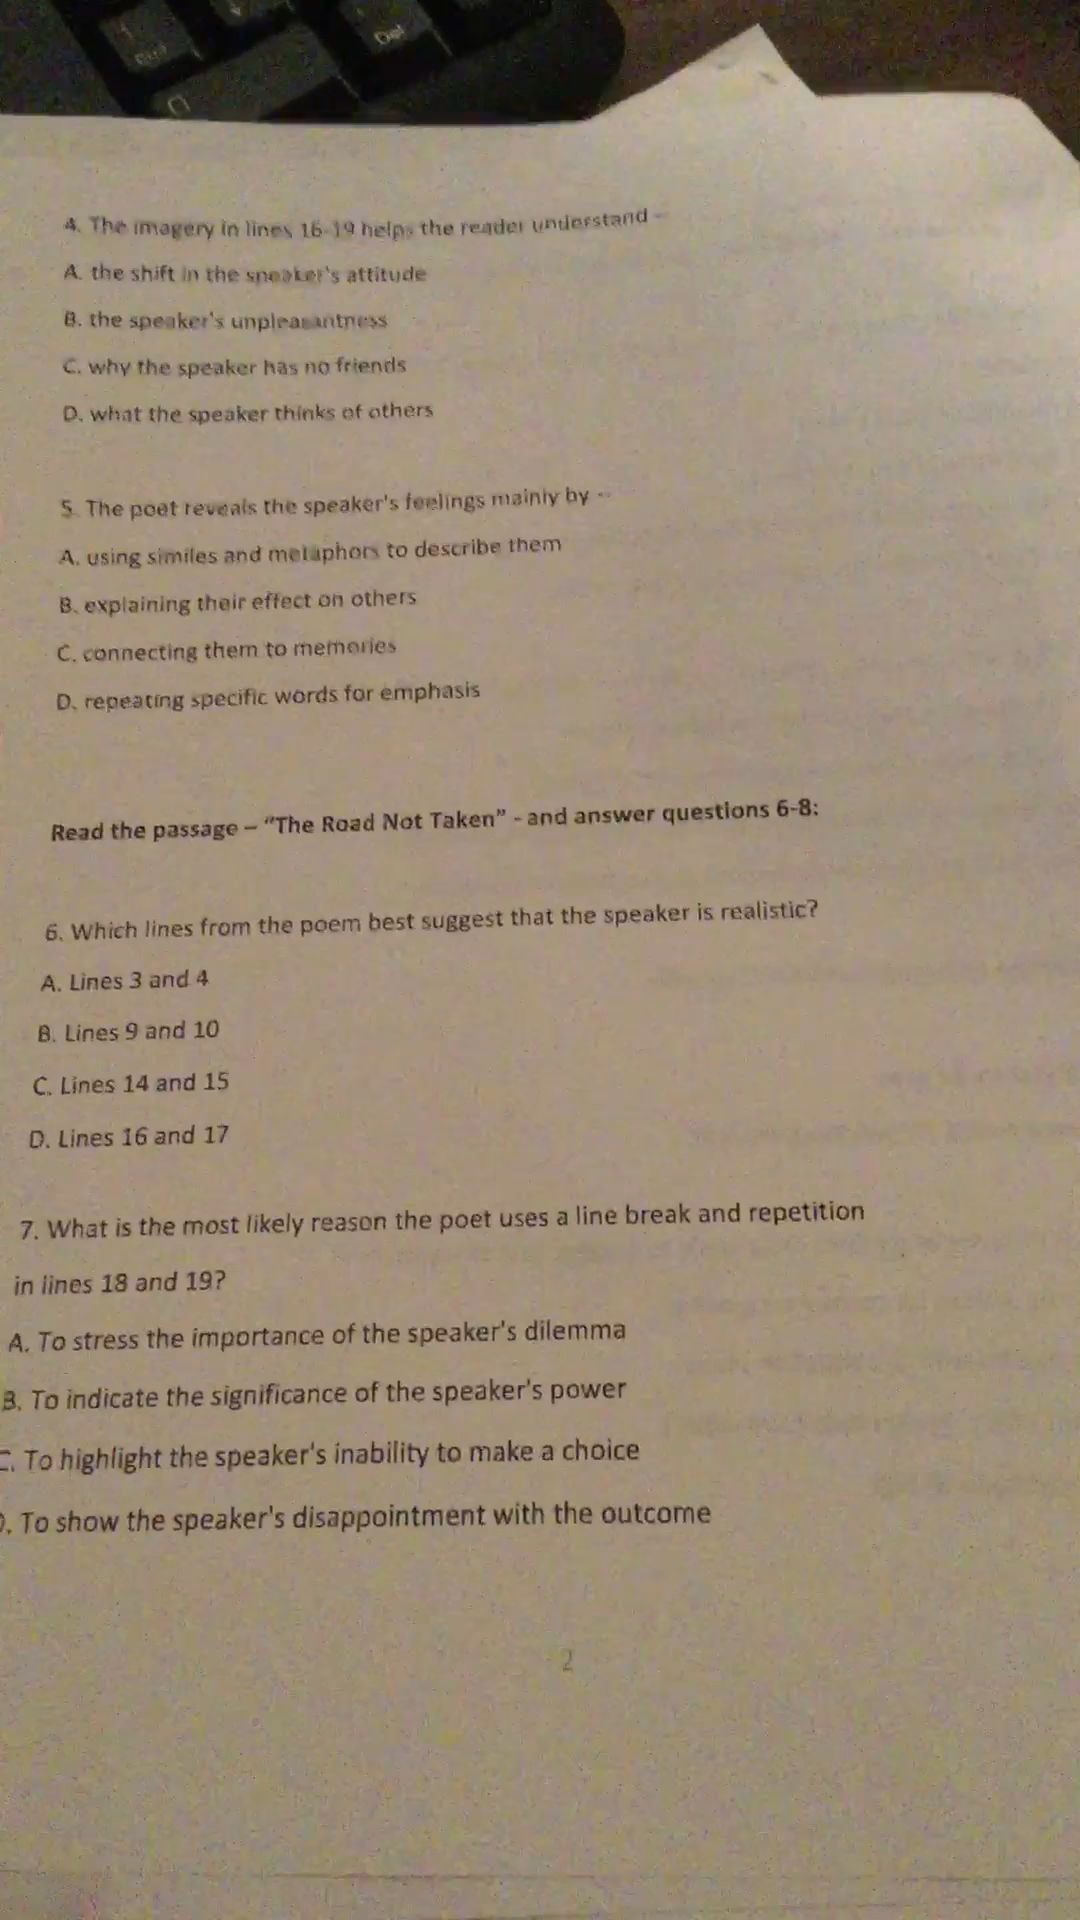 Del
4. The imagery in lines 16-19 helps the reader understand -
A. the shift in the speaker's attitude
B. the speaker's unpleasantness
C. why the speaker has no friends
D. what the speaker thinks of others
5. The poet reveals the speaker's feelings mainly by --
A. using similes and metaphors to describe them
B. explaining their effect on others
C. connecting them to memories
D. repeating specific words for emphasis
Read the passage – “The Road Not Taken” - and answer questions 6-8:
6. Which lines from the poem best suggest that the speaker is realistic?
A. Lines 3 and 4
B. Lines 9 and 10
C. Lines 14 and 15
D. Lines 16 and 17
7. What is the most likely reason the poet uses a line break and repetition
in lines 18 and 19?
A. To stress the importance of the speaker's dilemma
B. To indicate the significance of the speaker's power
C. To highlight the speaker's inability to make a choice
D. To show the speaker's disappointment with the outcome
2